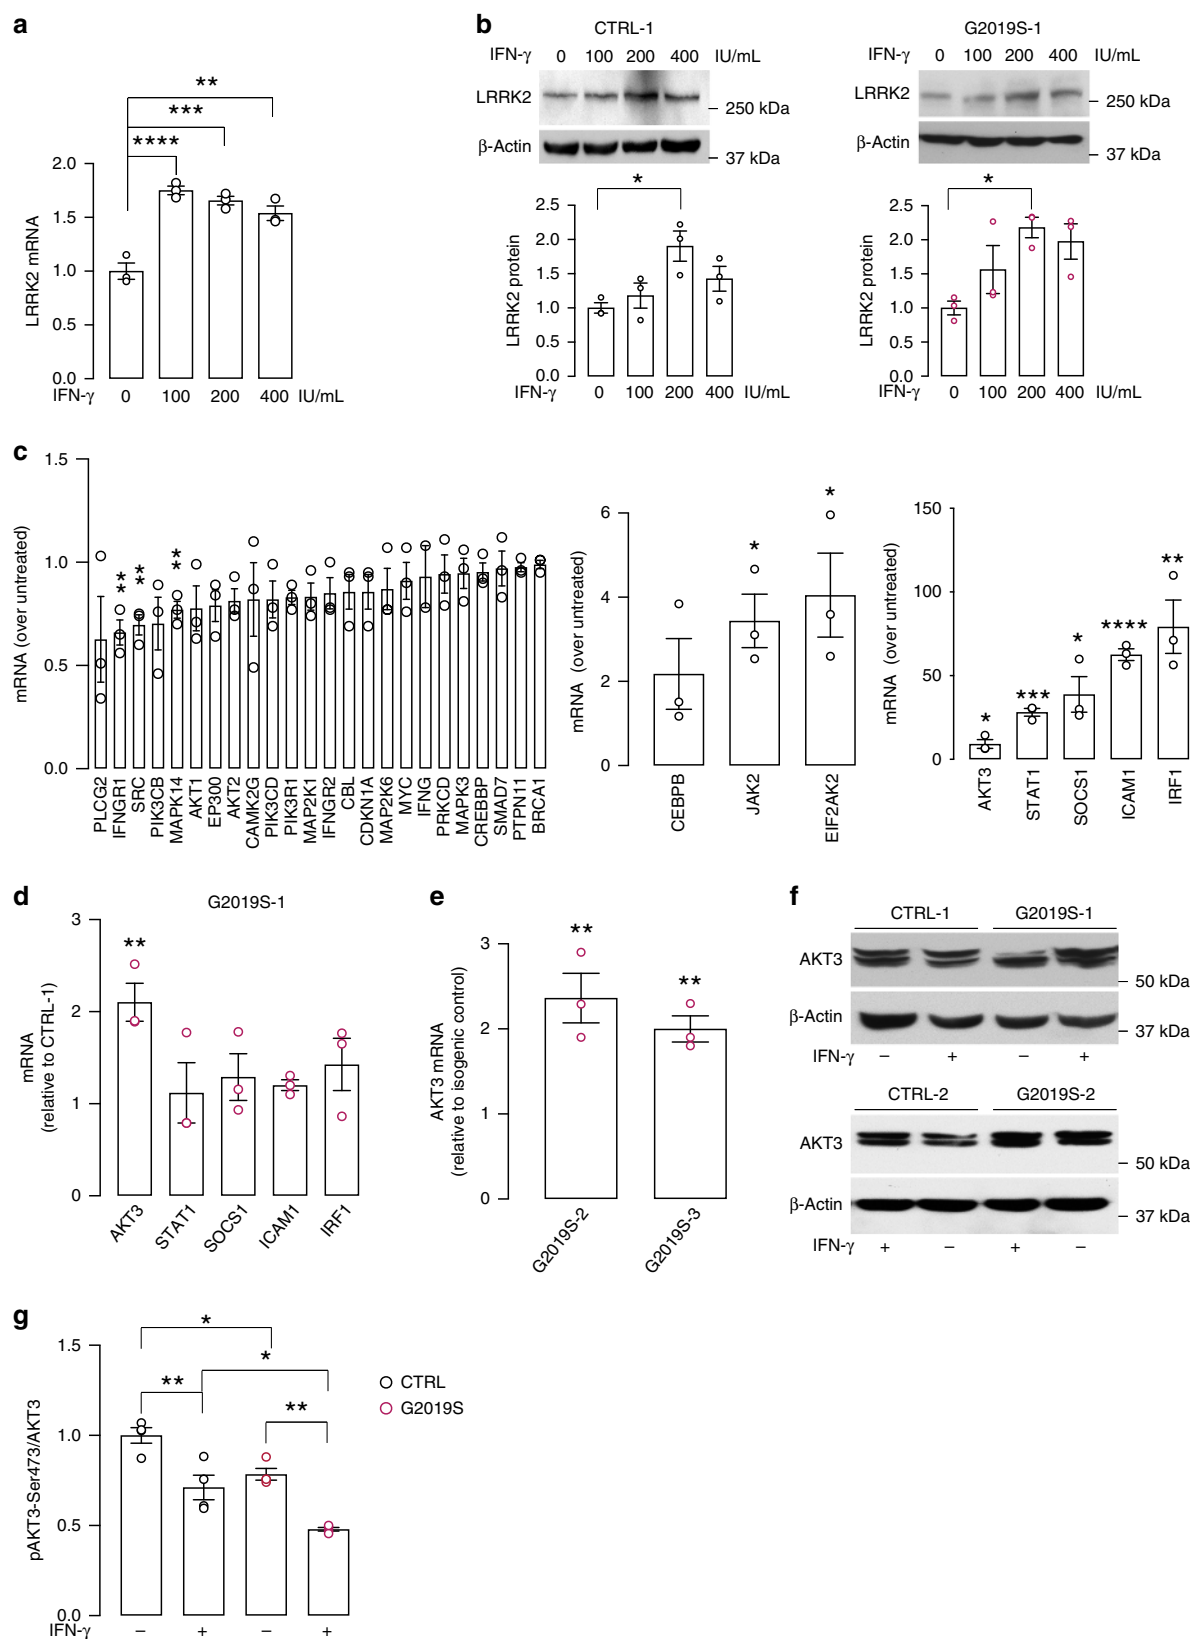 a
**
***
****
LRRK2 mRNA
2.0
1.5
1.0
0.5
0.0
IFN-γ 0 100 200 400 IU/mL
b
CTRL-1
IFN-γ 0 100 200 400 IU/mL
LRRK2
250 kDa
β-Actin
37 kDa
*
LRRK2 protein
2.5
2.0
1.5
1.0
0.5
0.0
IFN-γ 0 100 200 400 IU/mL
G2019S-1
IFN-γ 0 100 200 400 IU/mL
LRRK2
250 kDa
β-Actin
37 kDa
*
LRRK2 protein
2.5
2.0
1.5
1.0
0.5
0.0
IFN-γ 0 100 200 400 IU/mL
c
mRNA (over untreated)
1.5
1.0
0.5
0.0
** ** **
PLCG2 IFNGR1 SRC PIK3CB MAPK14 AKT1 EP300 AKT2 CAMK2G PIK3CD PIK3R1 MAP2K1 IFNGR2 CBL CDKN1A MAP2K6 MYC IFNG PRKCD MAPK3 CREBBP SMAD7 PTPN11 BRCA1
mRNA (over untreated)
6
4
2
0
* *
CEBPB JAK2 EIF2AK2
mRNA (over untreated)
150
100
50
0
* *** * **** **
AKT3 STAT1 SOCS1 ICAM1 IRF1
d
G2019S-1
mRNA
(relative to CTRL-1)
3
2
1
0
**
AKT3 STAT1 SOCS1 ICAM1 IRF1
e
AKT3 mRNA
(relative to isogenic control)
3
2
1
0
** **
G2019S-2 G2019S-3
f
CTRL-1 G2019S-1
AKT3
50 kDa
β-Actin
37 kDa
IFN-γ – + – +
CTRL-2 G2019S-2
AKT3
50 kDa
β-Actin
37 kDa
IFN-γ + – + –
g
pAKT3-Ser473/AKT3
1.5
1.0
0.5
0.0
*
*
**
**
CTRL
G2019S
IFN-γ – + – +